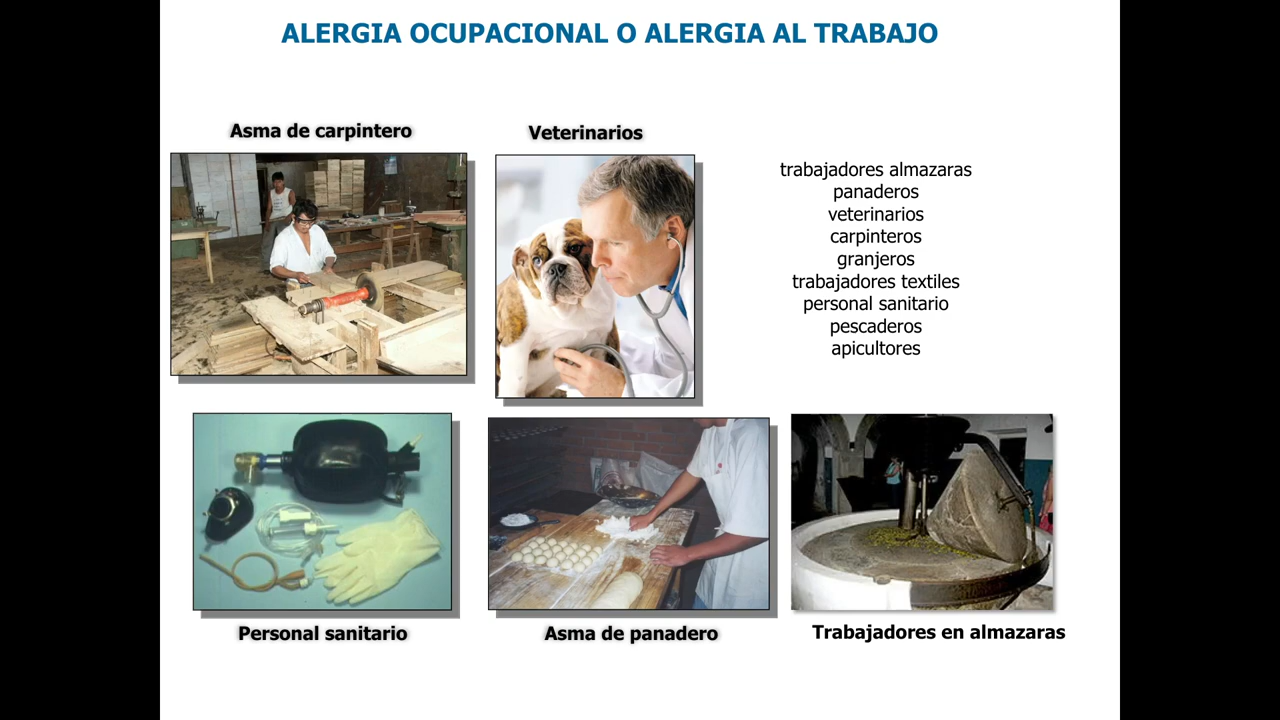 ALERGIA OCUPACIONAL O ALERGIA AL TRABAJO
Asma de carpintero
Veterinarios
trabajadores almazaras
panaderos
veterinarios
carpinteros
granjeros
trabajadores textiles
personal sanitario
pescaderos
apicultores
Personal sanitario
Asma de panadero
Trabajadores en almazaras